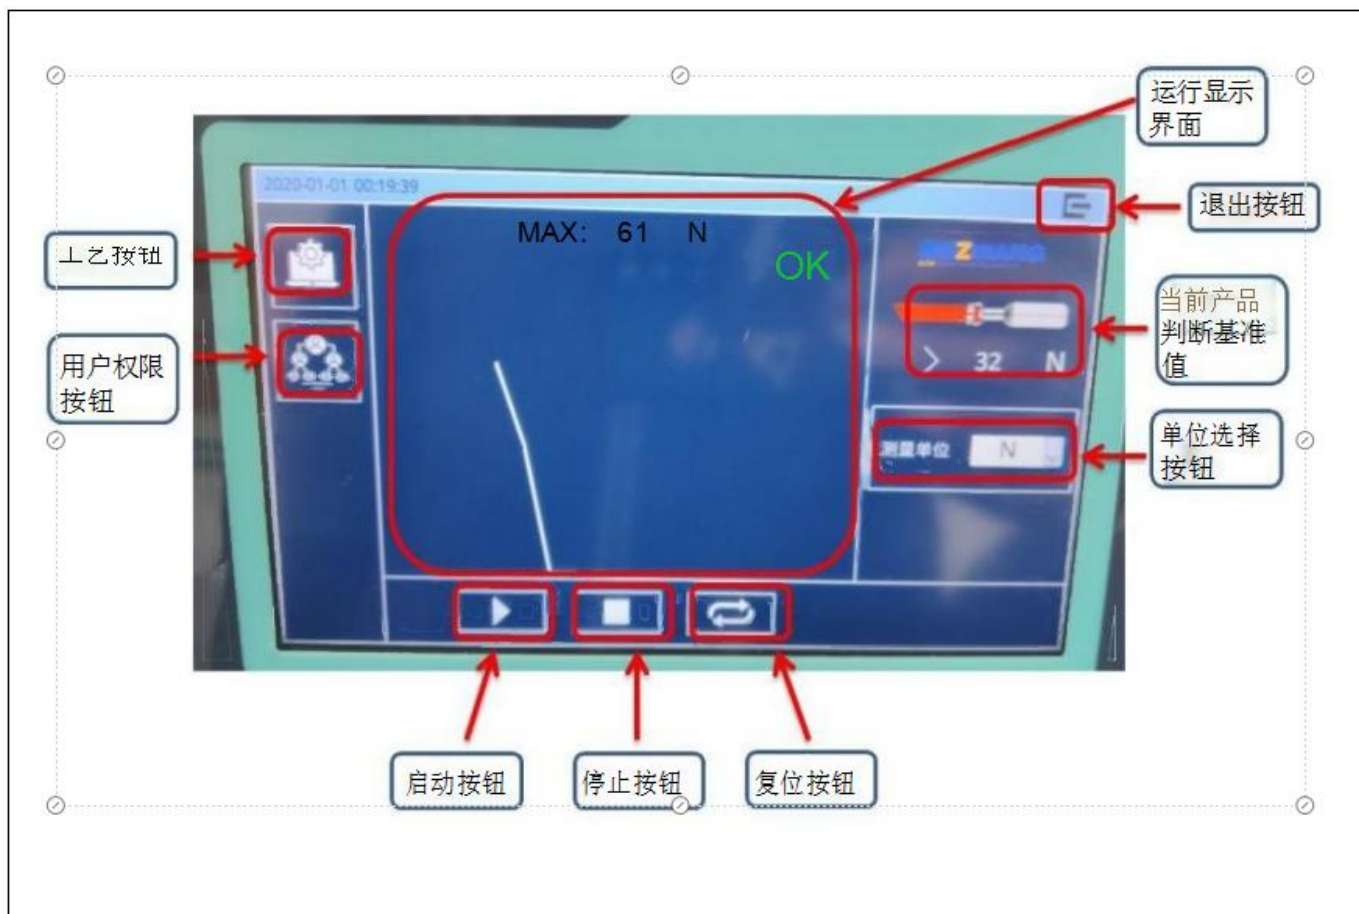 运行显示
界面
2020-01-01 00:19:39
退出按钮
MAX: 61 N
OK
工艺按钮
当前产品
判断基准
值
> 32 N
用户权限
按钮
单位选择
按钮
测量单位 N
启动按钮
停止按钮
复位按钮